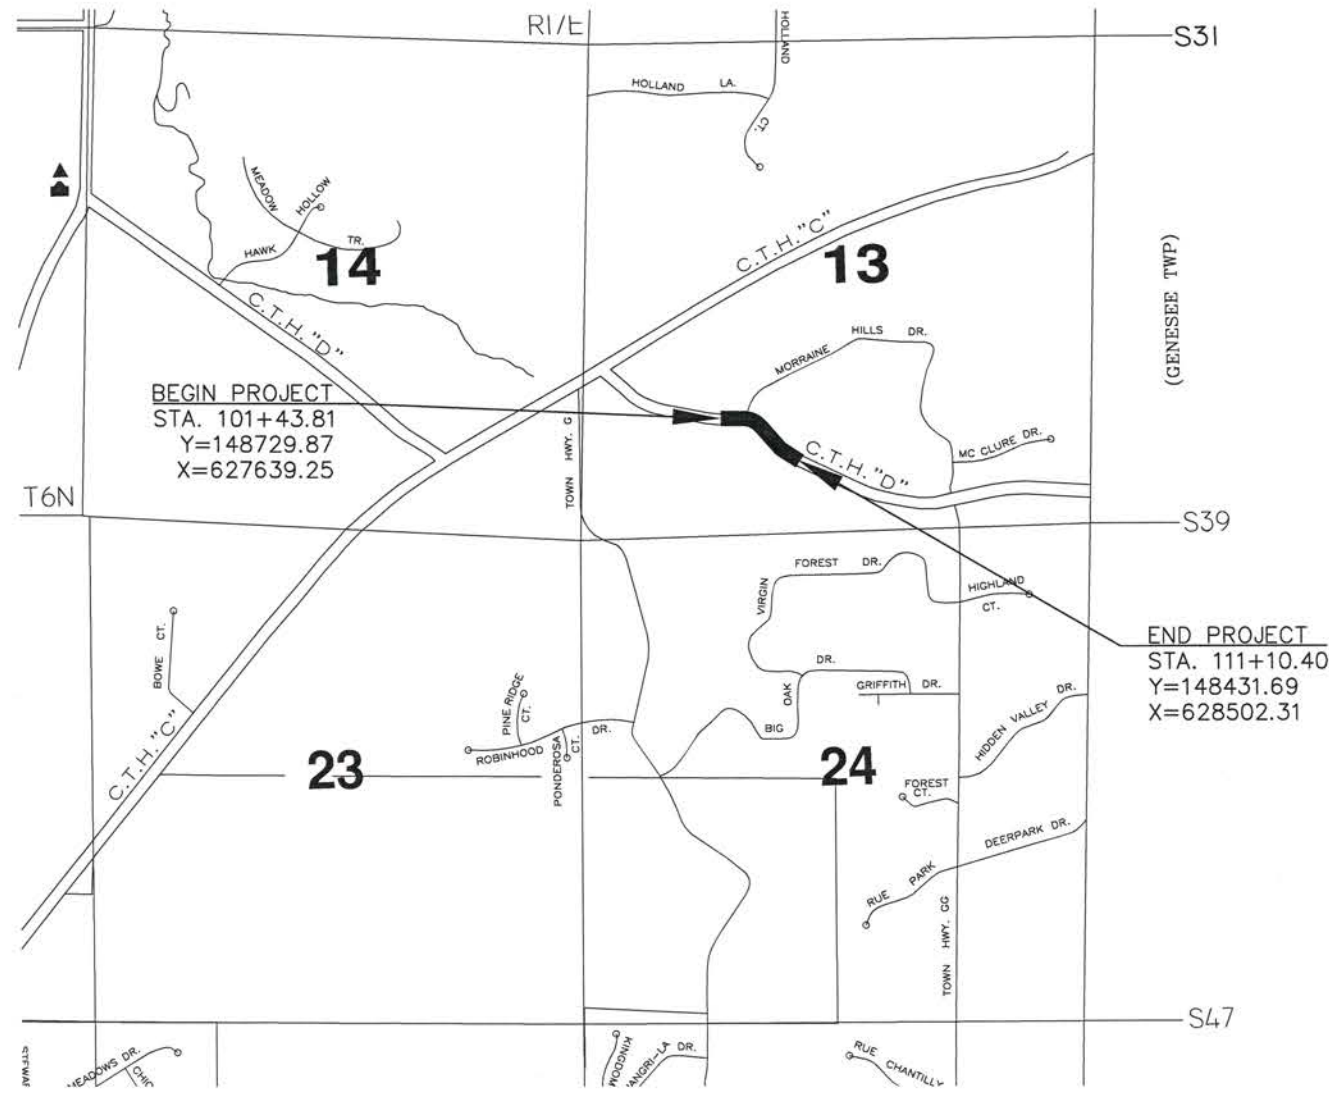 R17E
HOLLAND
S31
HOLLAND LA.
CT.
MEADOW
HOLLOW
HAWK
TR.
14
C.T.H. "C"
13
(GENESEE TWP)
C.T.H. "D"
HILLS DR.
MORRAINE
BEGIN PROJECT
STA. 101+43.81
Y=148729.87
X=627639.25
TOWN HWY. G
C.T.H. "D"
MC CLURE DR.
T6N
S39
FOREST DR.
VIRGIN
HIGHLAND
CT.
BOWE CT.
END PROJECT
STA. 111+10.40
Y=148431.69
X=628502.31
DR.
OAK
BIG
GRIFFITH DR.
PINE RIDGE
CT.
HIDDEN VALLEY DR.
ROBINHOOD DR.
PONDEROSA CT.
C.T.H. "C"
23
24
FOREST
CT.
DEERPARK DR.
RUE PARK
TOWN HWY. GG
S47
MEADOWS DR.
KINGDOM
DR.
RUE CHANTILLY